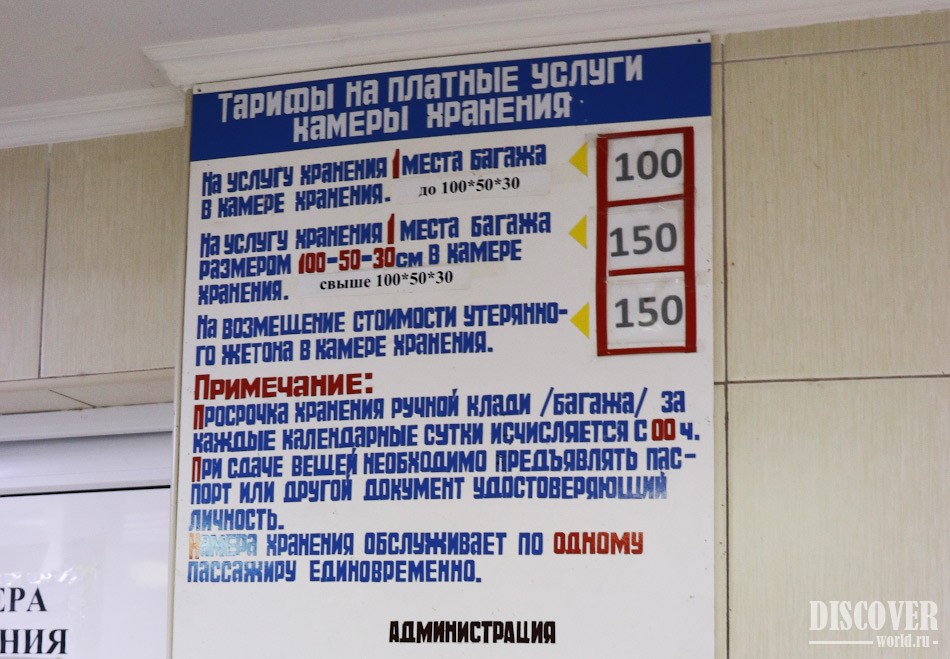 Тарифы на платные услуги
камеры хранения
На услугу хранения 1 места багажа
в камере хранения.
до 100*50*30
100
На услугу хранения 1 места багажа
размером 100-50-30см в камере
хранения.
свыше 100*50*30
150
На возмещение стоимости утерянно-
го жетона в камере хранения.
150
Примечание:
Просрочка хранения ручной клади /багажа/ за
каждые календарные сутки исчисляется с 00 ч.
При сдаче вещей необходимо предъявлять пас-
порт или другой документ удостоверяющий
личность.
Камера хранения обслуживает по одному
пассажиру единовременно.
Администрация
ЕРА
НИЯ
DISCOVER
world.ru